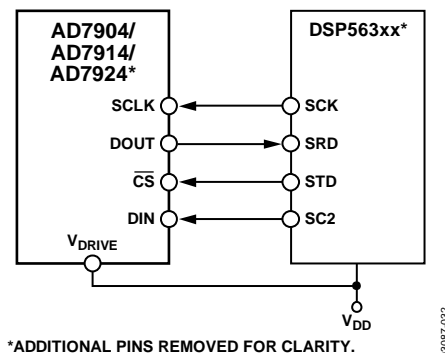 AD7904/
AD7914/
AD7924*
DSP563xx*
SCLK
SCK
DOUT
SRD
CS
STD
DIN
SC2
VDRIVE
VDD
*ADDITIONAL PINS REMOVED FOR CLARITY.